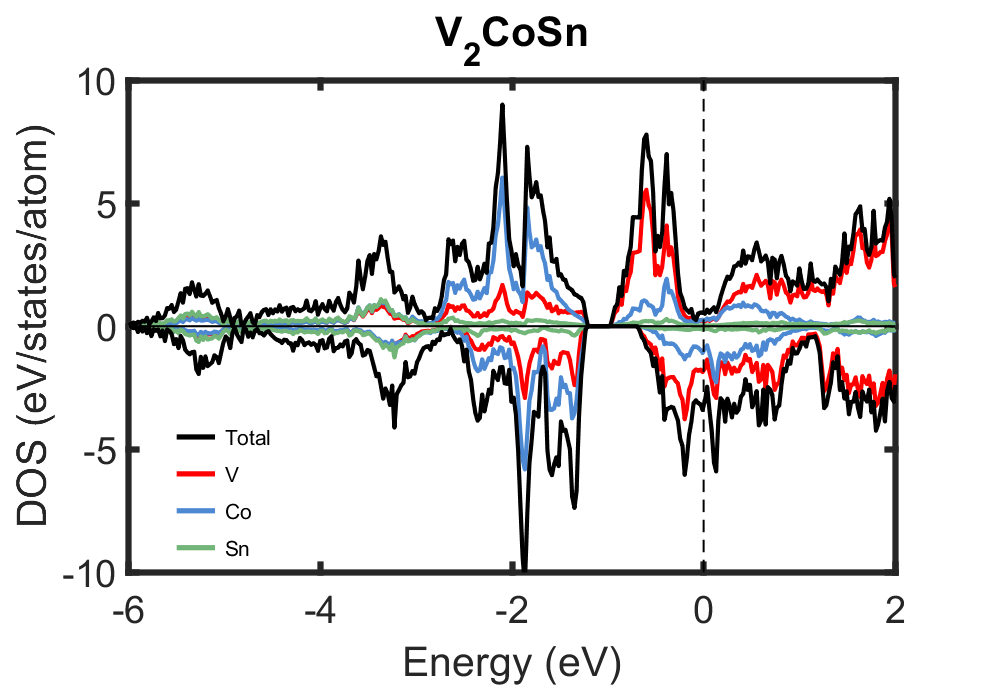 V2CoSn
DOS (eV/states/atom)
10
5
0
-5
-10
Total
V
Co
Sn
-6 -4 -2 0 2
Energy (eV)